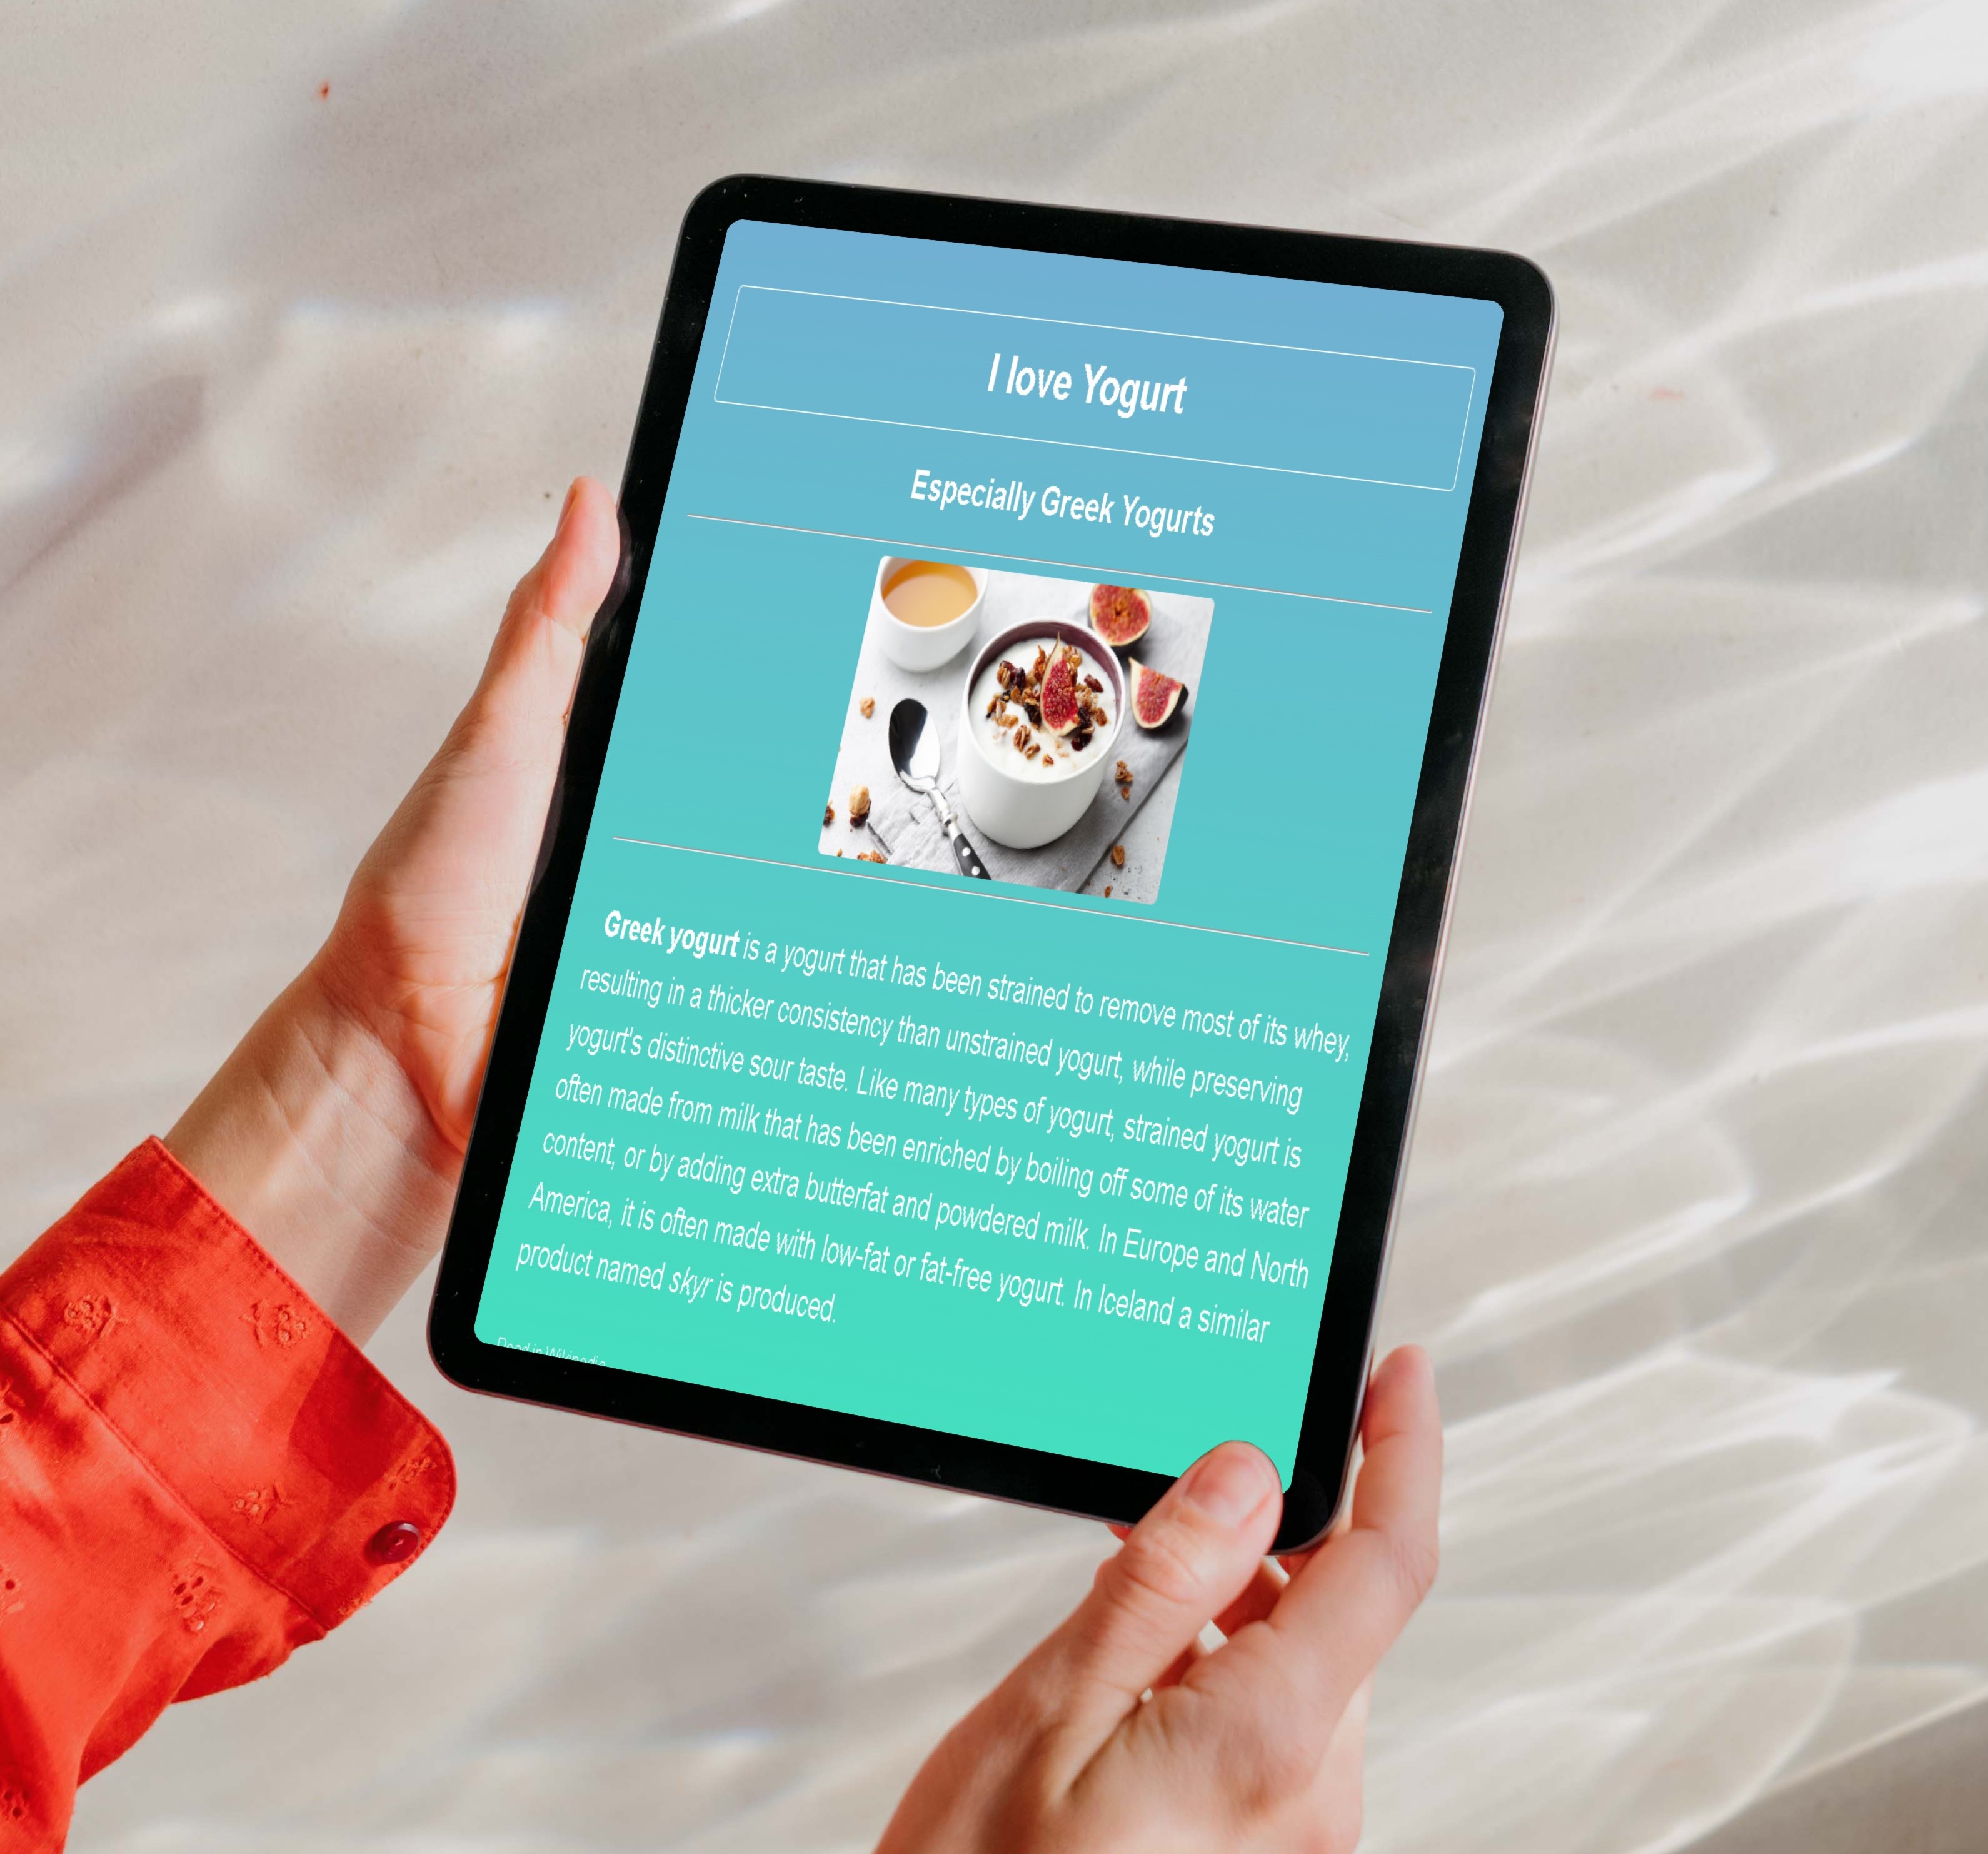 I love Yogurt
Especially Greek Yogurts
Greek yogurt is a yogurt that has been strained to remove most of its whey,
resulting in a thicker consistency than unstrained yogurt, while preserving
yogurt's distinctive sour taste. Like many types of yogurt, strained yogurt is
often made from milk that has been enriched by boiling off some of its water
content, or by adding extra butterfat and powdered milk. In Europe and North
America, it is often made with low-fat or fat-free yogurt. In Iceland a similar
product named skyr is produced.
Read in Wikipedia